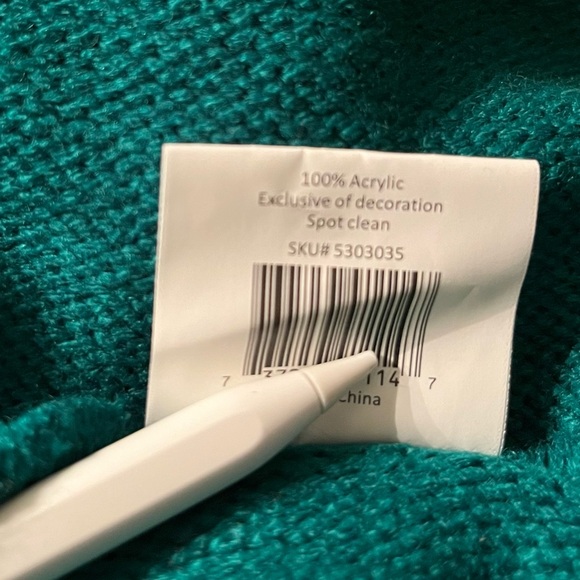 100% Acrylic
Exclusive of decoration
Spot clean
SKU# 5303035
7 114 7
China